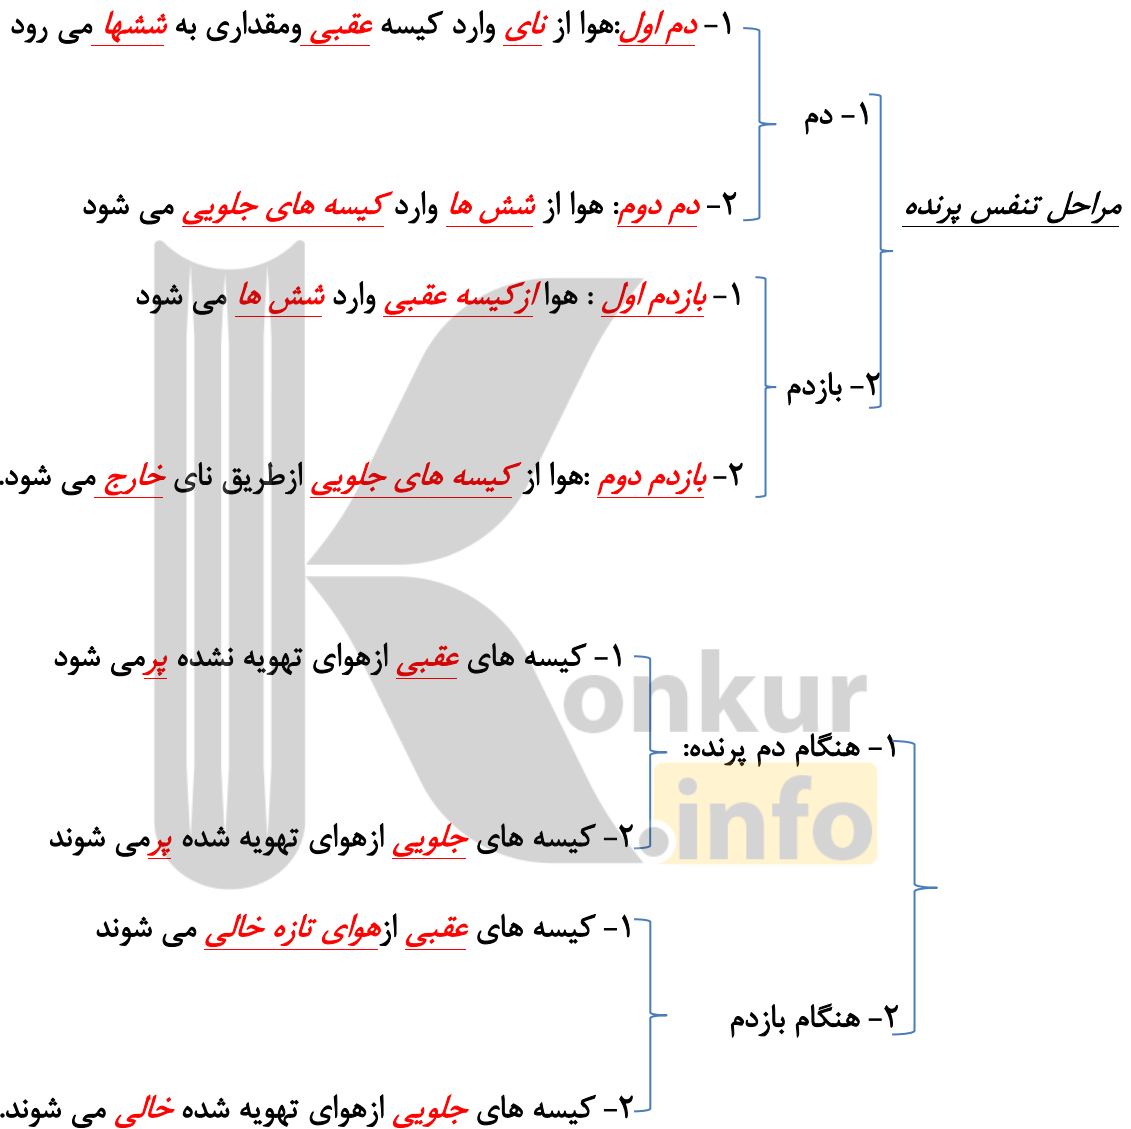 ۱- دم اول:هوا از نای وارد کیسه عقبی ومقداری به ششها می رود
۱- دم
مراحل تنفس پرنده
۲- دم دوم: هوا از شش ها وارد کیسه های جلویی می شود
۱- بازدم اول : هوا ازکیسه عقبی وارد شش ها می شود
۲- بازدم
۲- بازدم دوم :هوا از کیسه های جلویی ازطریق نای خارج می شود.
۱- کیسه های عقبی ازهوای تهویه نشده پرمی شود
onkur
۱- هنگام دم پرنده:
.info
۲- کیسه های جلویی ازهوای تهویه شده پرمی شوند
۱- کیسه های عقبی ازهوای تازه خالی می شوند
۲- هنگام بازدم
۲- کیسه های جلویی ازهوای تهویه شده خالی می شوند.